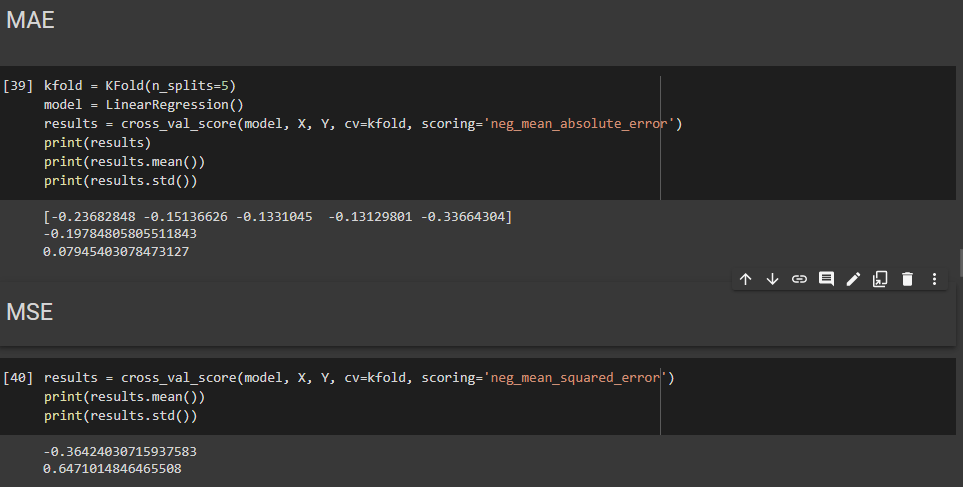 MAE
[39] kfold = KFold(n_splits=5)
model = LinearRegression()
results = cross_val_score(model, X, Y, cv=kfold, scoring='neg_mean_absolute_error')
print(results)
print(results.mean())
print(results.std())
[-0.23682848 -0.15136626 -0.1331045  -0.13129801 -0.33664304]
-0.19784805805511843
0.07945403078473127
MSE
[40] results = cross_val_score(model, X, Y, cv=kfold, scoring='neg_mean_squared_error')
print(results.mean())
print(results.std())
-0.36424030715937583
0.6471014846465508